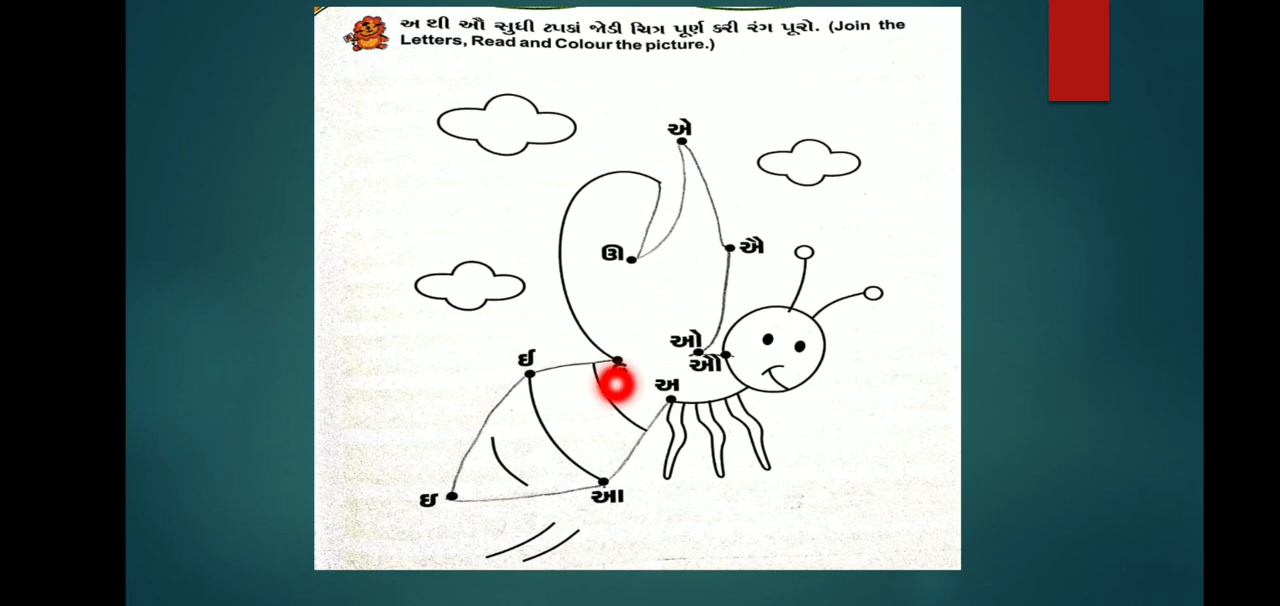 અ થી ઔ સુધી ટપકાં જોડી ચિત્ર પૂર્ણ કરી રંગ પૂરો. (Join the
Letters, Read and Colour the picture.)
એ
ઊ
ઐ
ઓ
ઔ
ઈ
અ
ઇ
આ